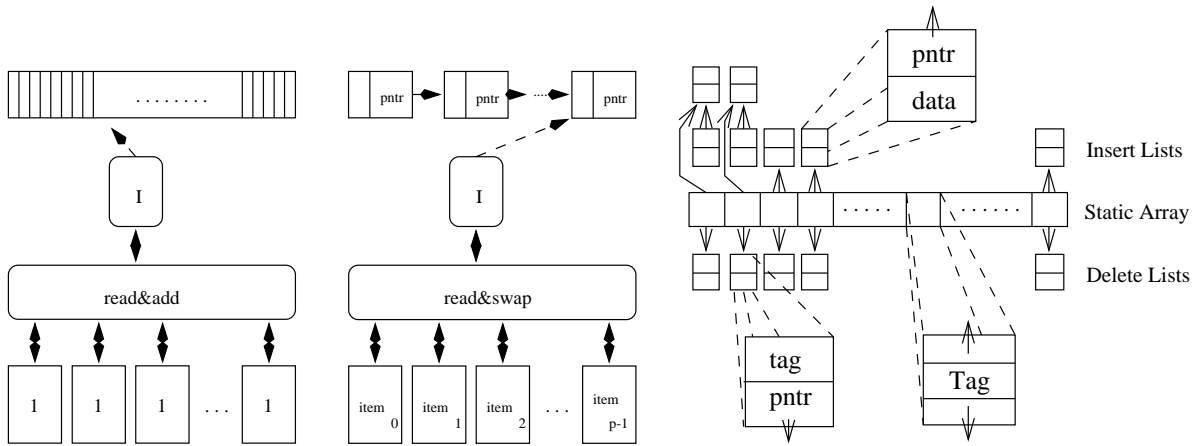 . . . . . . . .
I
read&add
1 1 1 . . . 1
pntr pntr ..... pntr
I
read&swap
item 0 item 1 item 2 . . . item p-1
pntr
data
Insert Lists
. . . . . . . . . . . Static Array
Delete Lists
tag
pntr
Tag